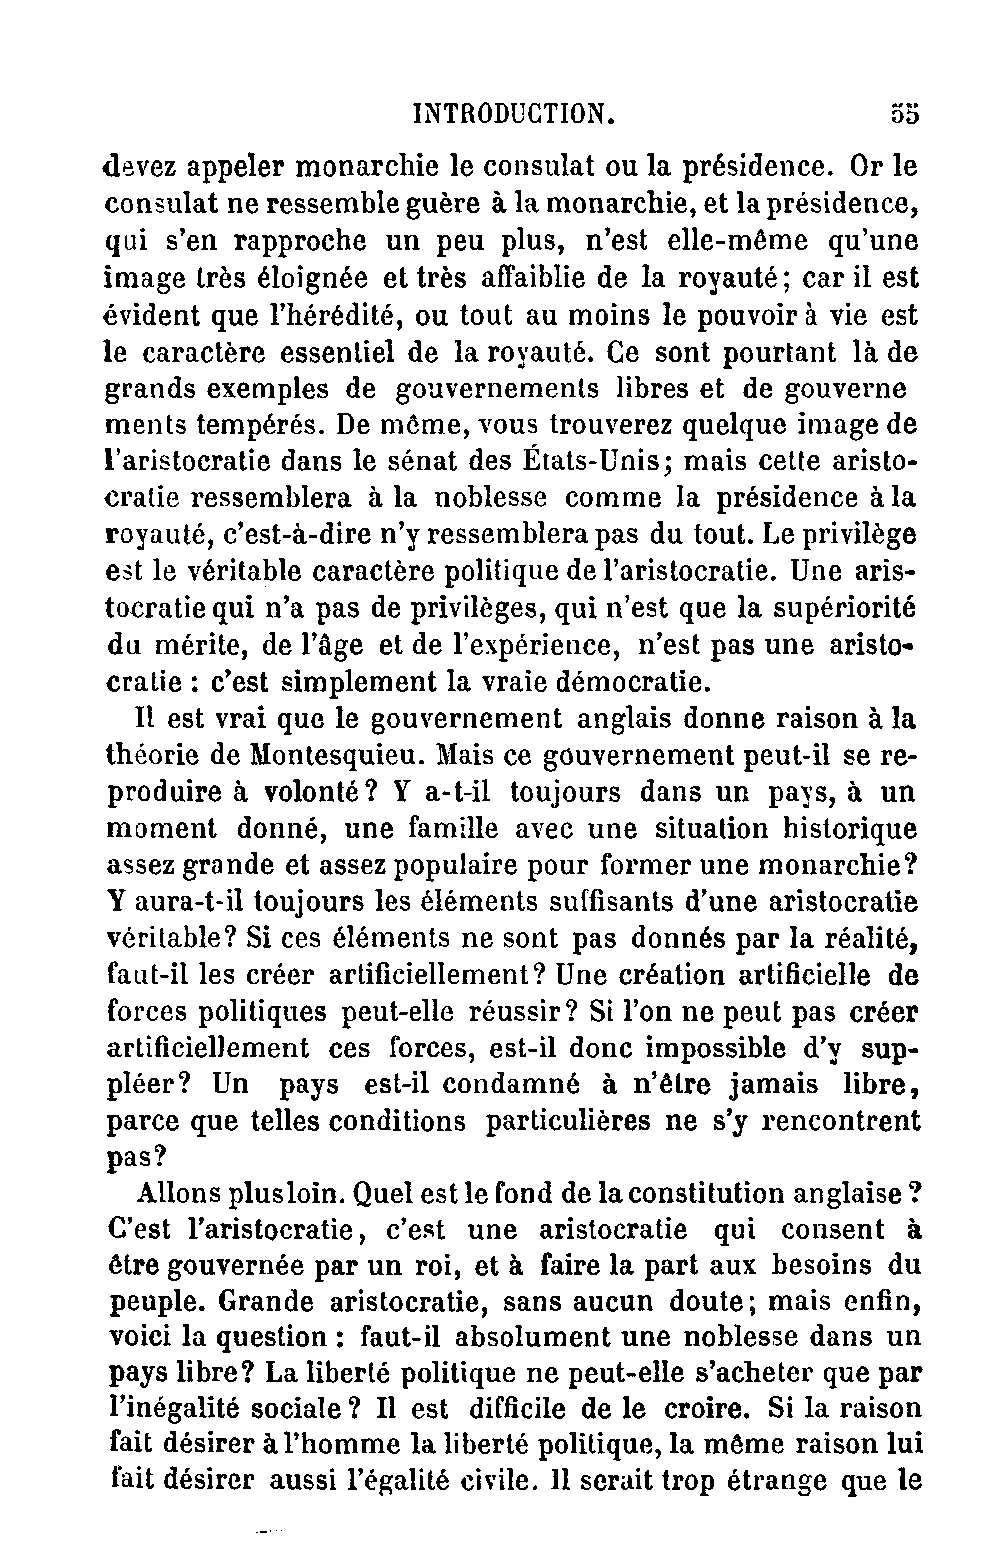 INTRODUCTION. 55
devez appeler monarchie le consulat ou la présidence. Or le
consulat ne ressemble guère à la monarchie, et la présidence,
qui s'en rapproche un peu plus, n'est elle-même qu'une
image très éloignée et très affaiblie de la royauté; car il est
évident que l'hérédité, ou tout au moins le pouvoir à vie est
le caractère essentiel de la royauté. Ce sont pourtant là de
grands exemples de gouvernements libres et de gouverne
ments tempérés. De même, vous trouverez quelque image de
l'aristocratie dans le sénat des États-Unis; mais cette aristo-
cratie ressemblera à la noblesse comme la présidence à la
royauté, c'est-à-dire n'y ressemblera pas du tout. Le privilège
est le véritable caractère politique de l'aristocratie. Une aris-
tocratie qui n'a pas de privilèges, qui n'est que la supériorité
du mérite, de l'âge et de l'expérience, n'est pas une aristo-
cratie : c'est simplement la vraie démocratie.
Il est vrai que le gouvernement anglais donne raison à la
théorie de Montesquieu. Mais ce gouvernement peut-il se re-
produire à volonté? Y a-t-il toujours dans un pays, à un
moment donné, une famille avec une situation historique
assez grande et assez populaire pour former une monarchie?
Y aura-t-il toujours les éléments suffisants d'une aristocratie
véritable? Si ces éléments ne sont pas donnés par la réalité,
faut-il les créer artificiellement? Une création artificielle de
forces politiques peut-elle réussir? Si l'on ne peut pas créer
artificiellement ces forces, est-il donc impossible d'y sup-
pléer? Un pays est-il condamné à n'être jamais libre,
parce que telles conditions particulières ne s'y rencontrent
pas?
Allons plus loin. Quel est le fond de la constitution anglaise?
C'est l'aristocratie, c'est une aristocratie qui consent à
être gouvernée par un roi, et à faire la part aux besoins du
peuple. Grande aristocratie, sans aucun doute; mais enfin,
voici la question : faut-il absolument une noblesse dans un
pays libre? La liberté politique ne peut-elle s'acheter que par
l'inégalité sociale? Il est difficile de le croire. Si la raison
fait désirer à l'homme la liberté politique, la même raison lui
fait désirer aussi l'égalité civile. Il serait trop étrange que le